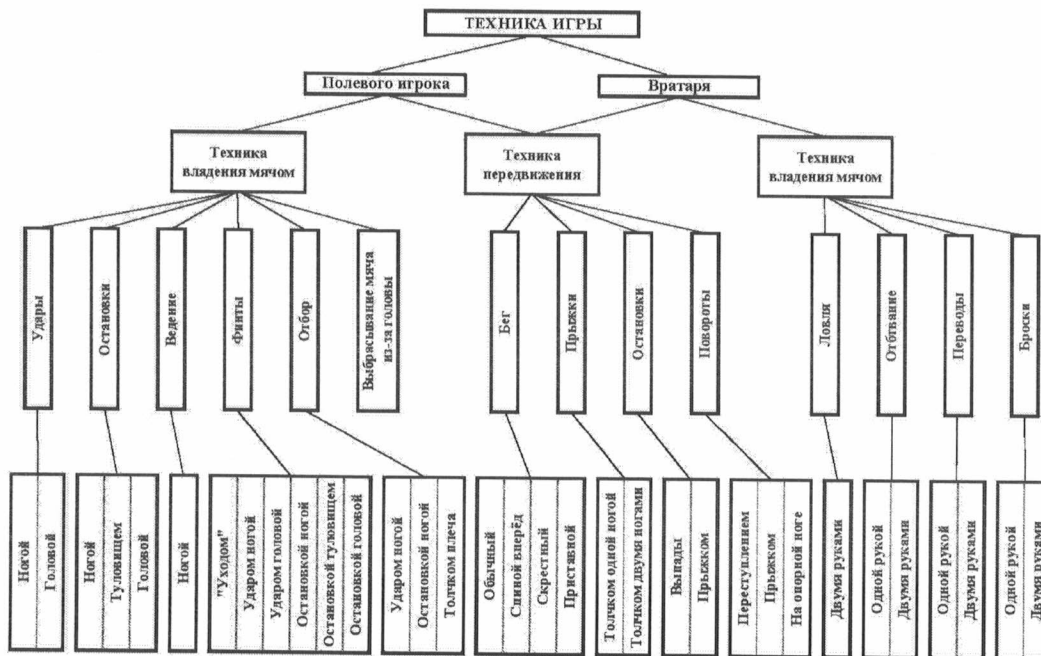 ТЕХНИКА ИГРЫ
Полевого игрока
Вратаря
Техника
владения мячом
Техника
передвижения
Техника
владения мячом
Удары
Остановки
Ведение
Финты
Отбор
Выбрасывание мяча
из-за головы
Бег
Прыжки
Остановки
Повороты
Ловля
Отбтвание
Переводы
Броски
Ногой
Головой
Ногой
Туловищем
Головой
Ногой
"Уходом"
Ударом ногой
Ударом головой
Остановкой ногой
Остановкой туловищем
Остановкой головой
Ударом ногой
Остановкой ногой
Толчком плеча
Обычный
Спиной вперёд
Скрестный
Приставной
Толчком одной ногой
Толчком двумя ногами
Выпады
Прыжком
Переступлением
Прыжком
На опорной ноге
Двумя руками
Одной рукой
Двумя руками
Одной рукой
Двумя руками
Одной рукой
Двумя руками